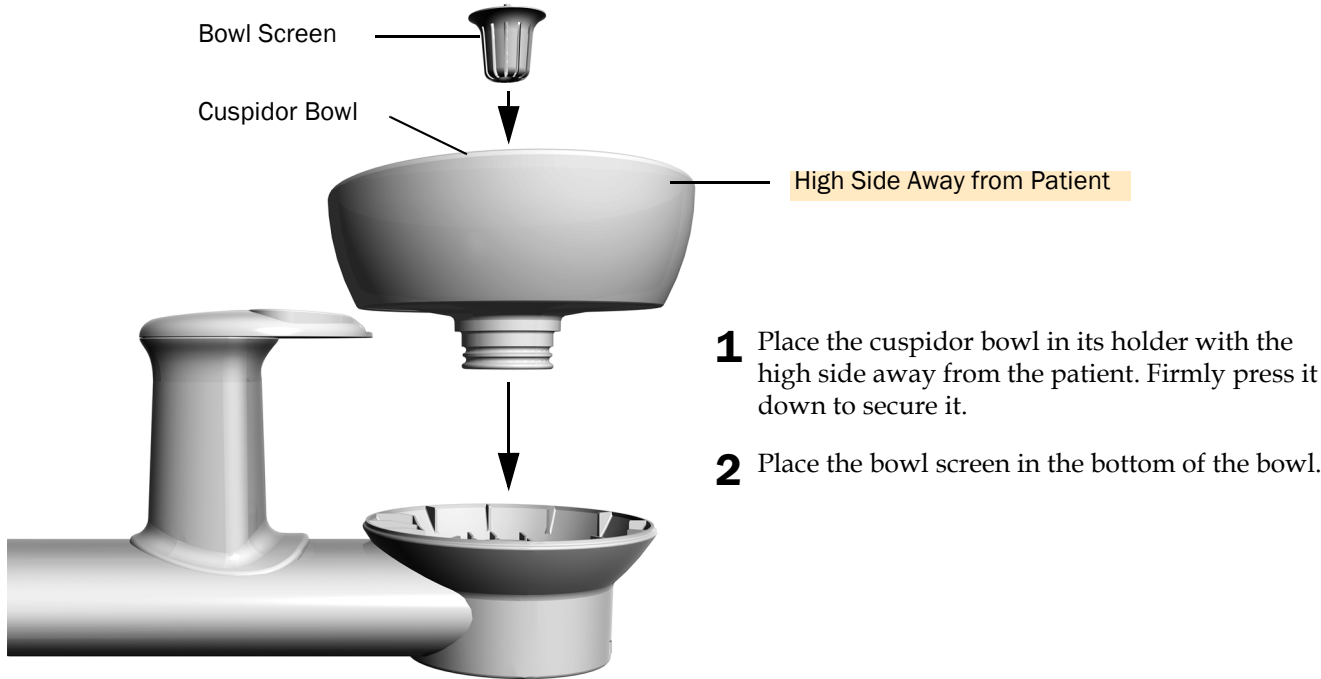 Bowl Screen
Cuspidor Bowl
High Side Away from Patient
1 Place the cuspidor bowl in its holder with the
high side away from the patient. Firmly press it
down to secure it.
2 Place the bowl screen in the bottom of the bowl.